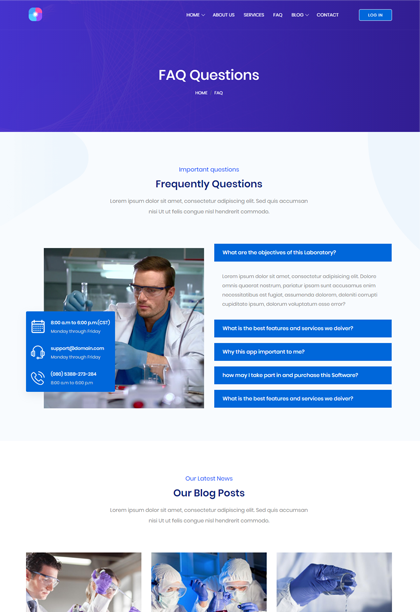 HOME
ABOUT US
SERVICES
FAQ
BLOG
CONTACT
LOG IN
FAQ Questions
HOME / FAQ
Important questions
Frequently Questions
Lorem ipsum dolor sit amet, consectetur adipiscing elit. Sed quis accumsan
nisi Ut ut felis congue nisl hendrerit commodo.
What are the objectives of this Laboratory?
Lorem ipsum dolor sit amet, consectetur adipisicing elit. Dolore
omnis quaerat nostrum, pariatur ipsam sunt accusamus enim
necessitatibus est fugiat, assumenda dolorem, doloriti corrupti
cupiditate ipsum, dolorum voluptatum esse error?
What is the best features and services we deiver?
Why this app important to me?
how may I take part in and purchase this Software?
What is the best features and services we deiver?
8:00 a.m to 6:00 p.m.(CST)
Monday through Friday
support@domain.com
Monday through Friday
(080) 5368-273-364
8:00 a.m to 6:00 p.m
Our Latest News
Our Blog Posts
Lorem ipsum dolor sit amet, consectetur adipiscing elit. Sed quis accumsan
nisi Ut ut felis congue nisl hendrerit commodo.